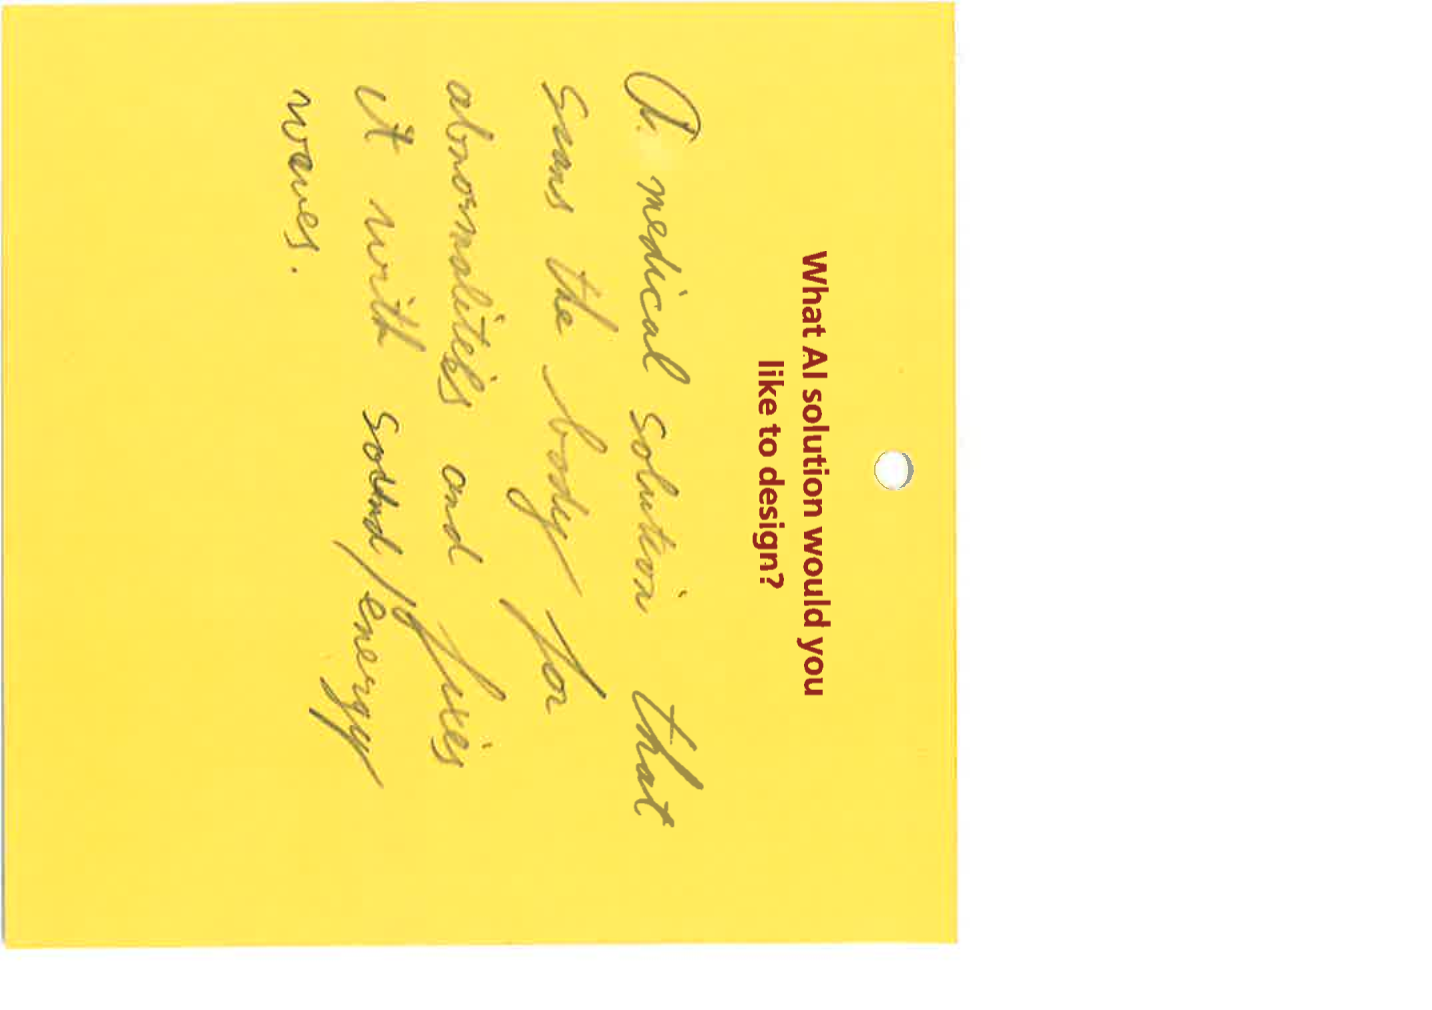 What AI solution would you
like to design?
A medical solution that
scans the body for
abnormalities and fixes
it with sound/energy
waves.